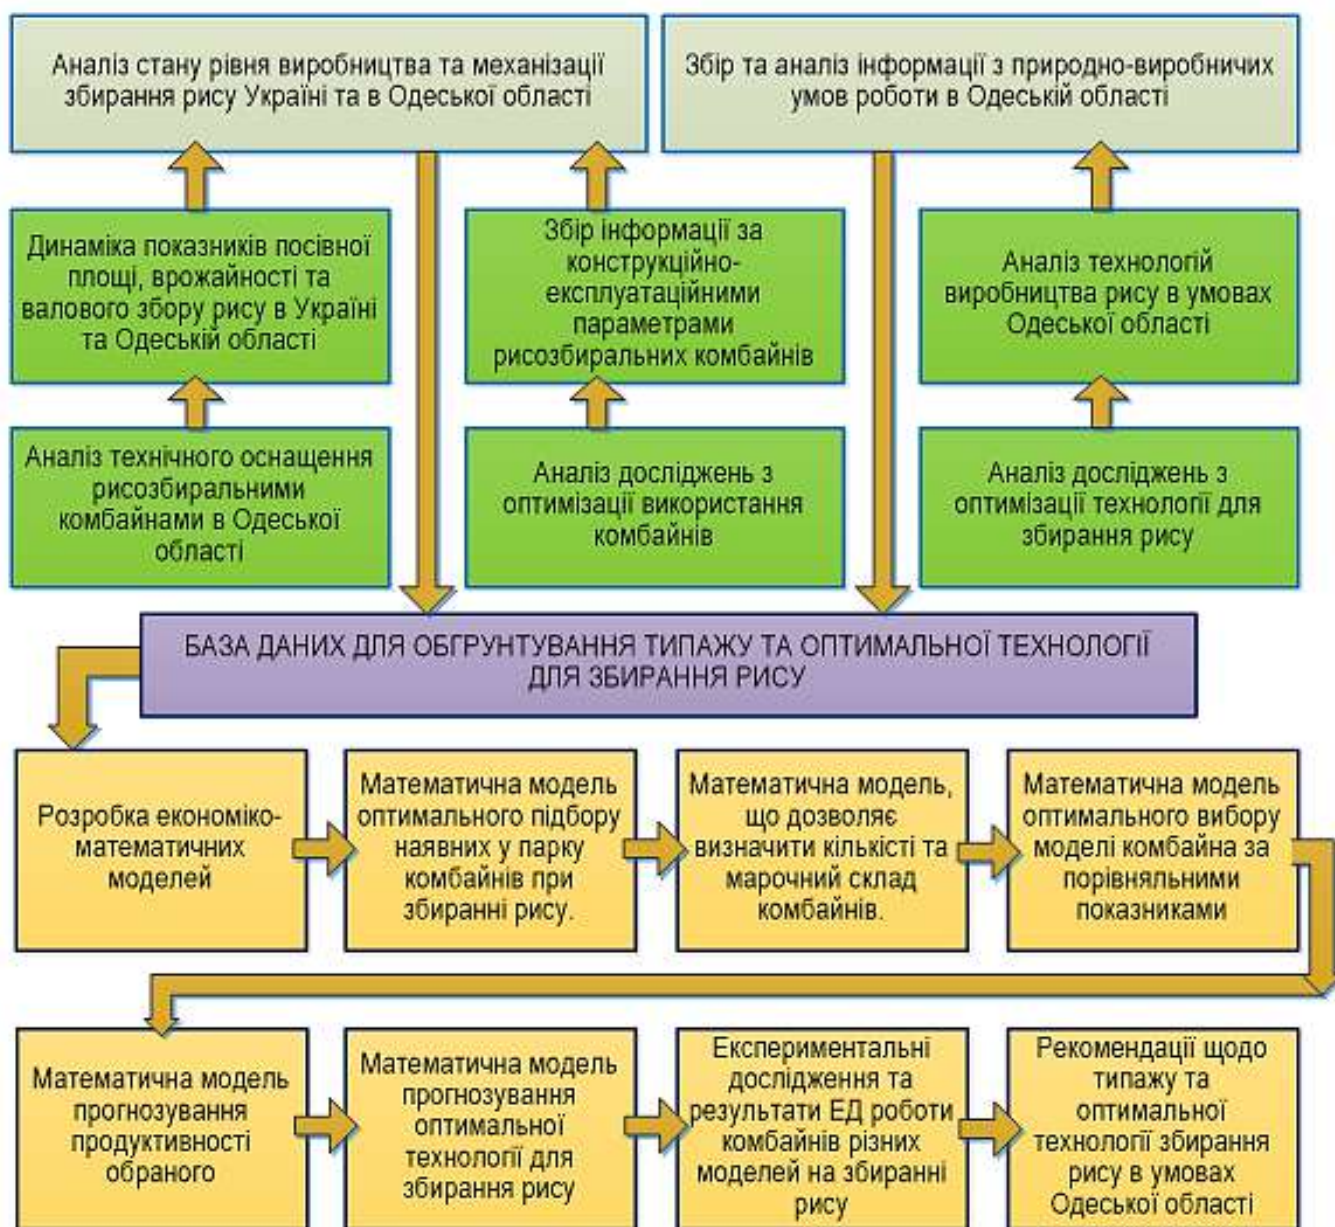 Аналіз стану рівня виробництва та механізації
збирання рису Україні та в Одеської області
Збір та аналіз інформації з природно-виробничих
умов роботи в Одеській області
Динаміка показників посівної
площі, врожайності та
валового збору рису в Україні
та Одеській області
Збір інформації за
конструкційно-
експлуатаційними
параметрами
рисозбиральних комбайнів
Аналіз технологій
виробництва рису в умовах
Одеської області
Аналіз технічного оснащення
рисозбиральними
комбайнами в Одеської
області
Аналіз досліджень з
оптимізації використання
комбайнів
Аналіз досліджень з
оптимізації технології для
збирання рису
БАЗА ДАНИХ ДЛЯ ОБГРУНТУВАННЯ ТИПАЖУ ТА ОПТИМАЛЬНОЇ ТЕХНОЛОГІЇ
ДЛЯ ЗБИРАННЯ РИСУ
Розробка економіко-
математичних
моделей
Математична модель
оптимального підбору
наявних у парку
комбайнів при
збиранні рису.
Математична модель,
що дозволяє
визначити кількісті та
марочний склад
комбайнів.
Математична модель
оптимального вибору
моделі комбайна за
порівняльними
показниками
Математична модель
прогнозування
продуктивності
обраного
Математична модель
прогнозування
оптимальної
технології для
збирання рису
Експериментальні
дослідження та
результати ЕД роботи
комбайнів різних
моделей на збиранні
рису
Рекомендації щодо
типажу та
оптимальної
технології збирання
рису в умовах
Одеської області